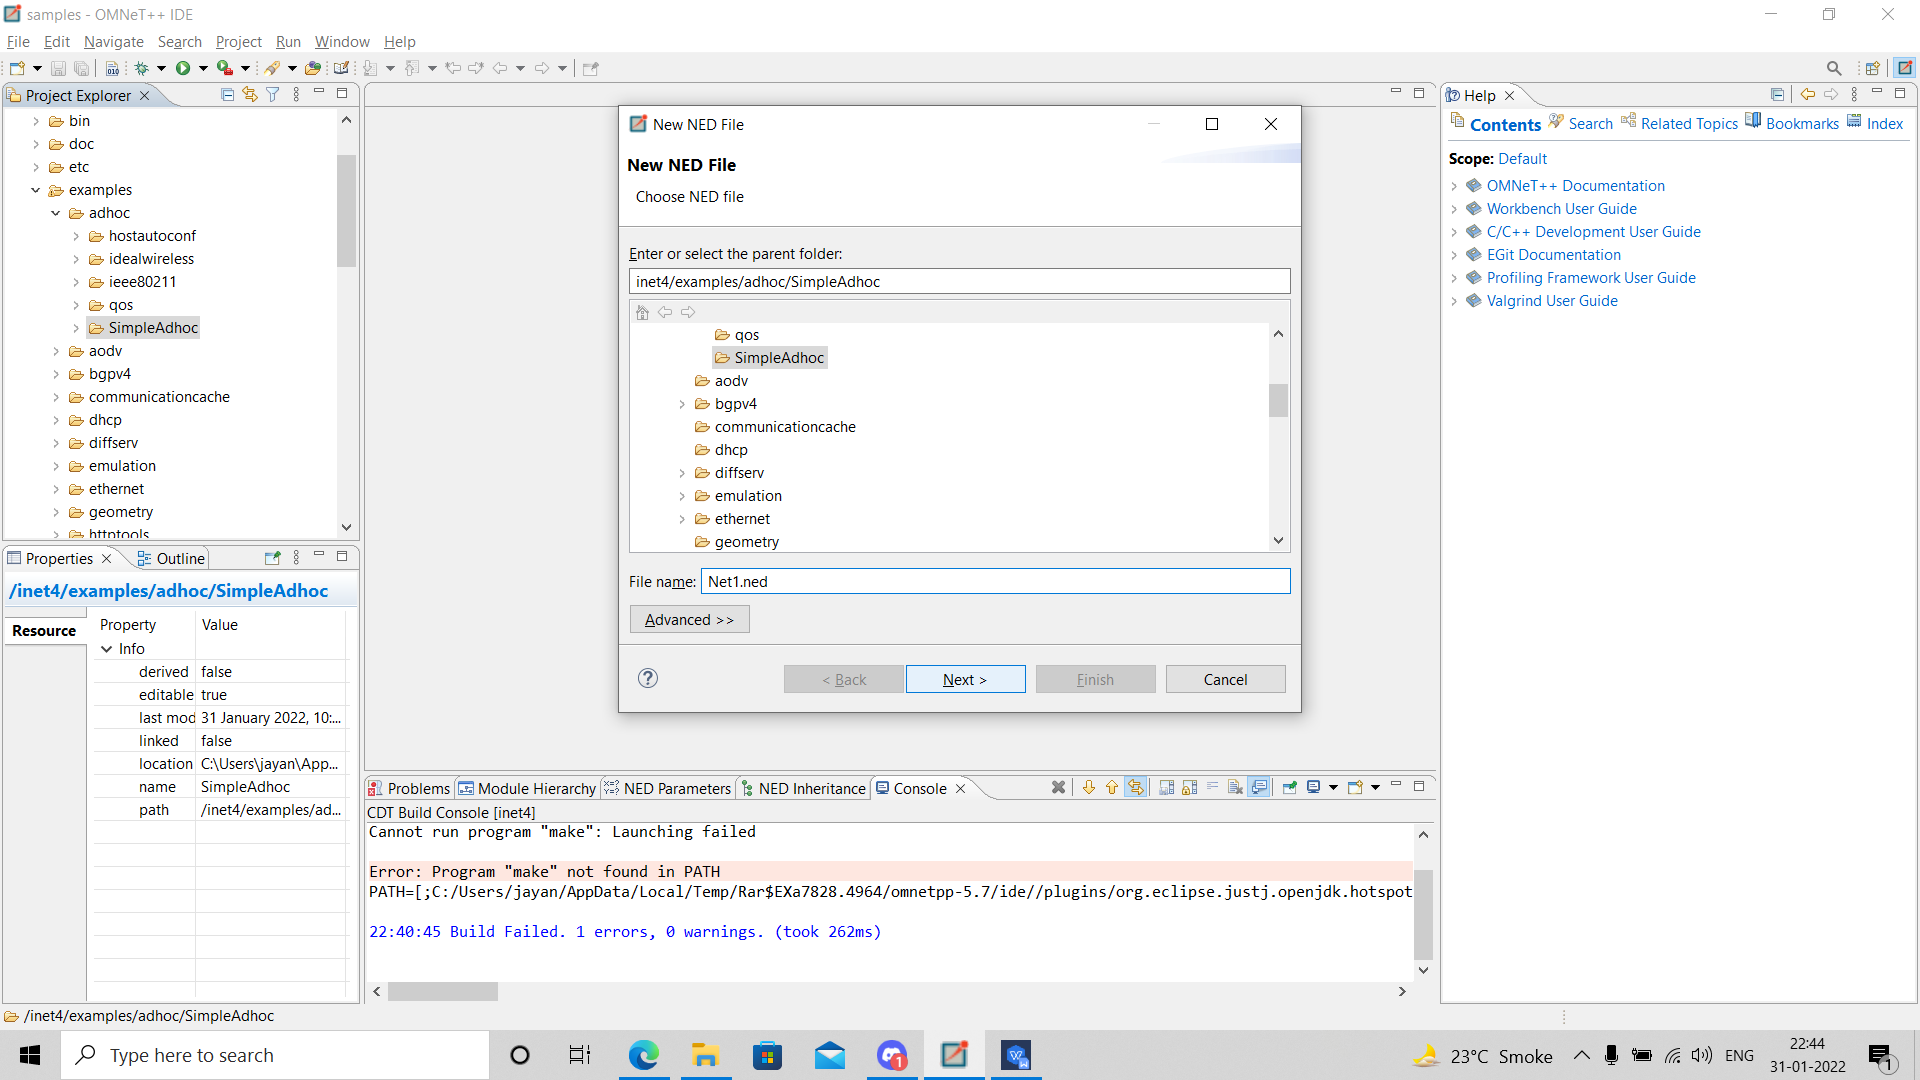 samples - OMNeT++ IDE
File Edit Navigate Search Project Run Window Help
Project Explorer
bin
doc
etc
examples
adhoc
hostautoconf
idealwireless
ieee80211
qos
SimpleAdhoc
aodv
bgpv4
communicationcache
dhcp
diffserv
emulation
ethernet
geometry
httptools
Properties Outline
/inet4/examples/adhoc/SimpleAdhoc
Resource
Property Value
Info
derived false
editable true
last mod 31 January 2022, 10:...
linked false
location C:\Users\jayan\App...
name SimpleAdhoc
path /inet4/examples/ad...
New NED File
New NED File
Choose NED file
Enter or select the parent folder:
inet4/examples/adhoc/SimpleAdhoc
qos
SimpleAdhoc
aodv
bgpv4
communicationcache
dhcp
diffserv
emulation
ethernet
geometry
File name: Net1.ned
Advanced >>
< Back Next > Finish Cancel
Problems Module Hierarchy NED Parameters NED Inheritance Console
CDT Build Console [inet4]
Cannot run program "make": Launching failed
Error: Program "make" not found in PATH
PATH=[;C:/Users/jayan/AppData/Local/Temp/Rar$EXa7828.4964/omnetpp-5.7/ide//plugins/org.eclipse.justj.openjdk.hotspot
22:40:45 Build Failed. 1 errors, 0 warnings. (took 262ms)
Help
Contents Search Related Topics Bookmarks Index
Scope: Default
OMNeT++ Documentation
Workbench User Guide
C/C++ Development User Guide
EGit Documentation
Profiling Framework User Guide
Valgrind User Guide
/inet4/examples/adhoc/SimpleAdhoc
Type here to search
1
23°C Smoke
ENG
22:44
31-01-2022
1